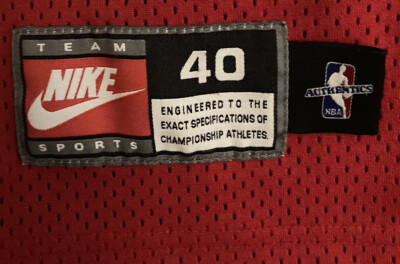 TEAM
NIKE
SPORTS
40
ENGINEERED TO THE
EXACT SPECIFICATIONS OF
CHAMPIONSHIP ATHLETES.
AUTHENTICS
NBA